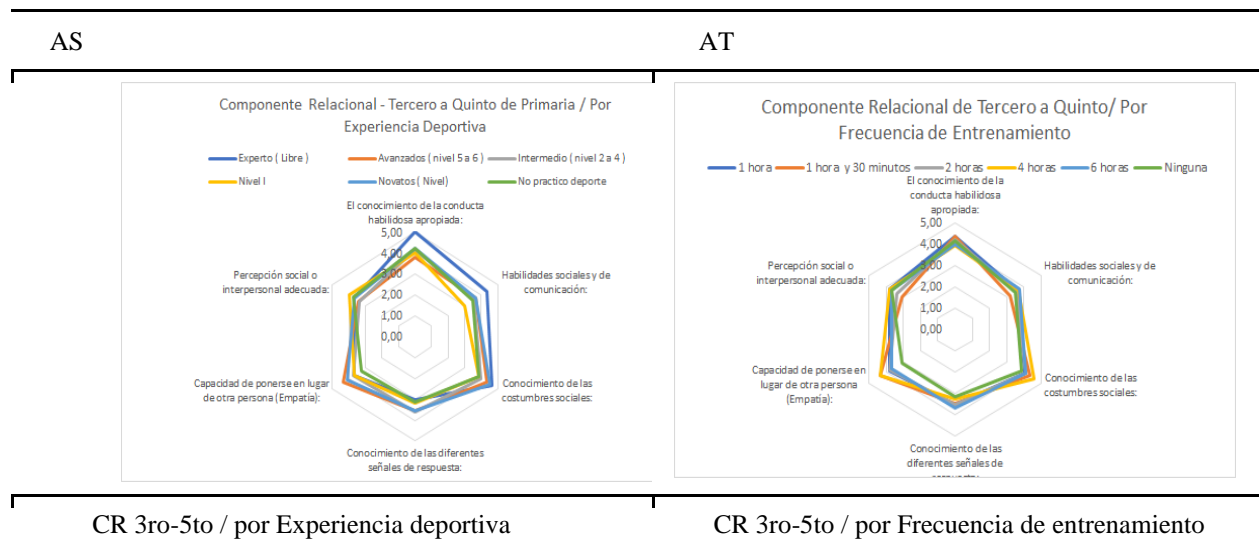 AS
AT
Componente Relacional - Tercero a Quinto de Primaria / Por
Experiencia Deportiva
Experto ( Libre )
Avanzados ( nivel 5 a 6 )
Intermedio ( nivel 2 a 4 )
Nivel I
Novatos ( Nivel)
No practico deporte
El conocimiento de la conducta
habilidosa apropiada:
5,00
4,00
3,00
2,00
1,00
0,00
Habilidades sociales y de
comunicación:
Conocimiento de las
costumbres sociales:
Conocimiento de las diferentes
señales de respuesta:
Capacidad de ponerse en lugar
de otra persona (Empatía):
Percepción social o
interpersonal adecuada:
Componente Relacional de Tercero a Quinto/ Por
Frecuencia de Entrenamiento
1 hora
1 hora y 30 minutos
2 horas
4 horas
6 horas
Ninguna
El conocimiento de la
conducta habilidosa
apropiada:
5,00
4,00
3,00
2,00
1,00
0,00
Habilidades sociales y de
comunicación:
Conocimiento de las
costumbres sociales:
Conocimiento de las
diferentes señales de
Capacidad de ponerse en
lugar de otra persona
(Empatía):
Percepción social o
interpersonal adecuada:
CR 3ro-5to / por Experiencia deportiva
CR 3ro-5to / por Frecuencia de entrenamiento